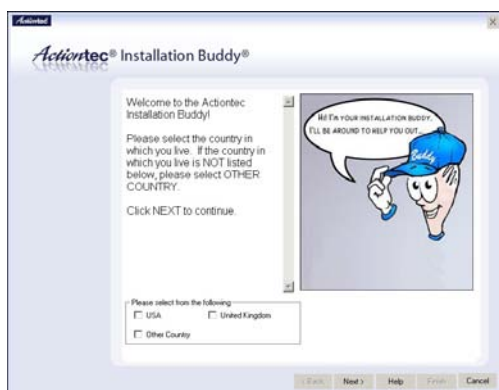 Actiontec
Actiontec® Installation Buddy®
Welcome to the Actiontec
Installation Buddy!
Please select the country in
which you live. If the country in
which you live is NOT listed
below, please select OTHER
COUNTRY.
Click NEXT to continue.
HI! I'M YOUR INSTALLATION BUDDY.
I'LL BE AROUND TO HELP YOU OUT...
Buddy
Please select from the following
USA
United Kingdom
Other Country
< Back
Next >
Help
Finish
Cancel